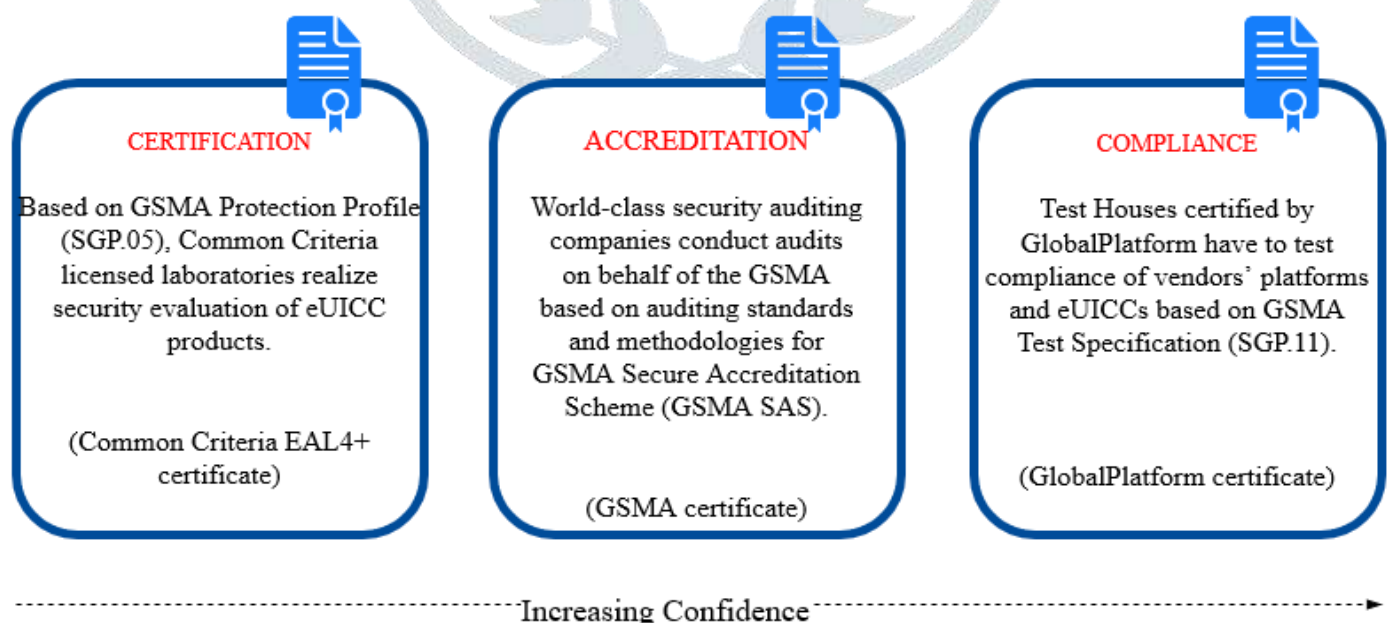 CERTIFICATION
Based on GSMA Protection Profile
(SGP.05), Common Criteria
licensed laboratories realize
security evaluation of eUICC
products.
(Common Criteria EAL4+
certificate)
ACCREDITATION
World-class security auditing
companies conduct audits
on behalf of the GSMA
based on auditing standards
and methodologies for
GSMA Secure Accreditation
Scheme (GSMA SAS).
(GSMA certificate)
COMPLIANCE
Test Houses certified by
GlobalPlatform have to test
compliance of vendors’ platforms
and eUICCs based on GSMA
Test Specification (SGP.11).
(GlobalPlatform certificate)
Increasing Confidence